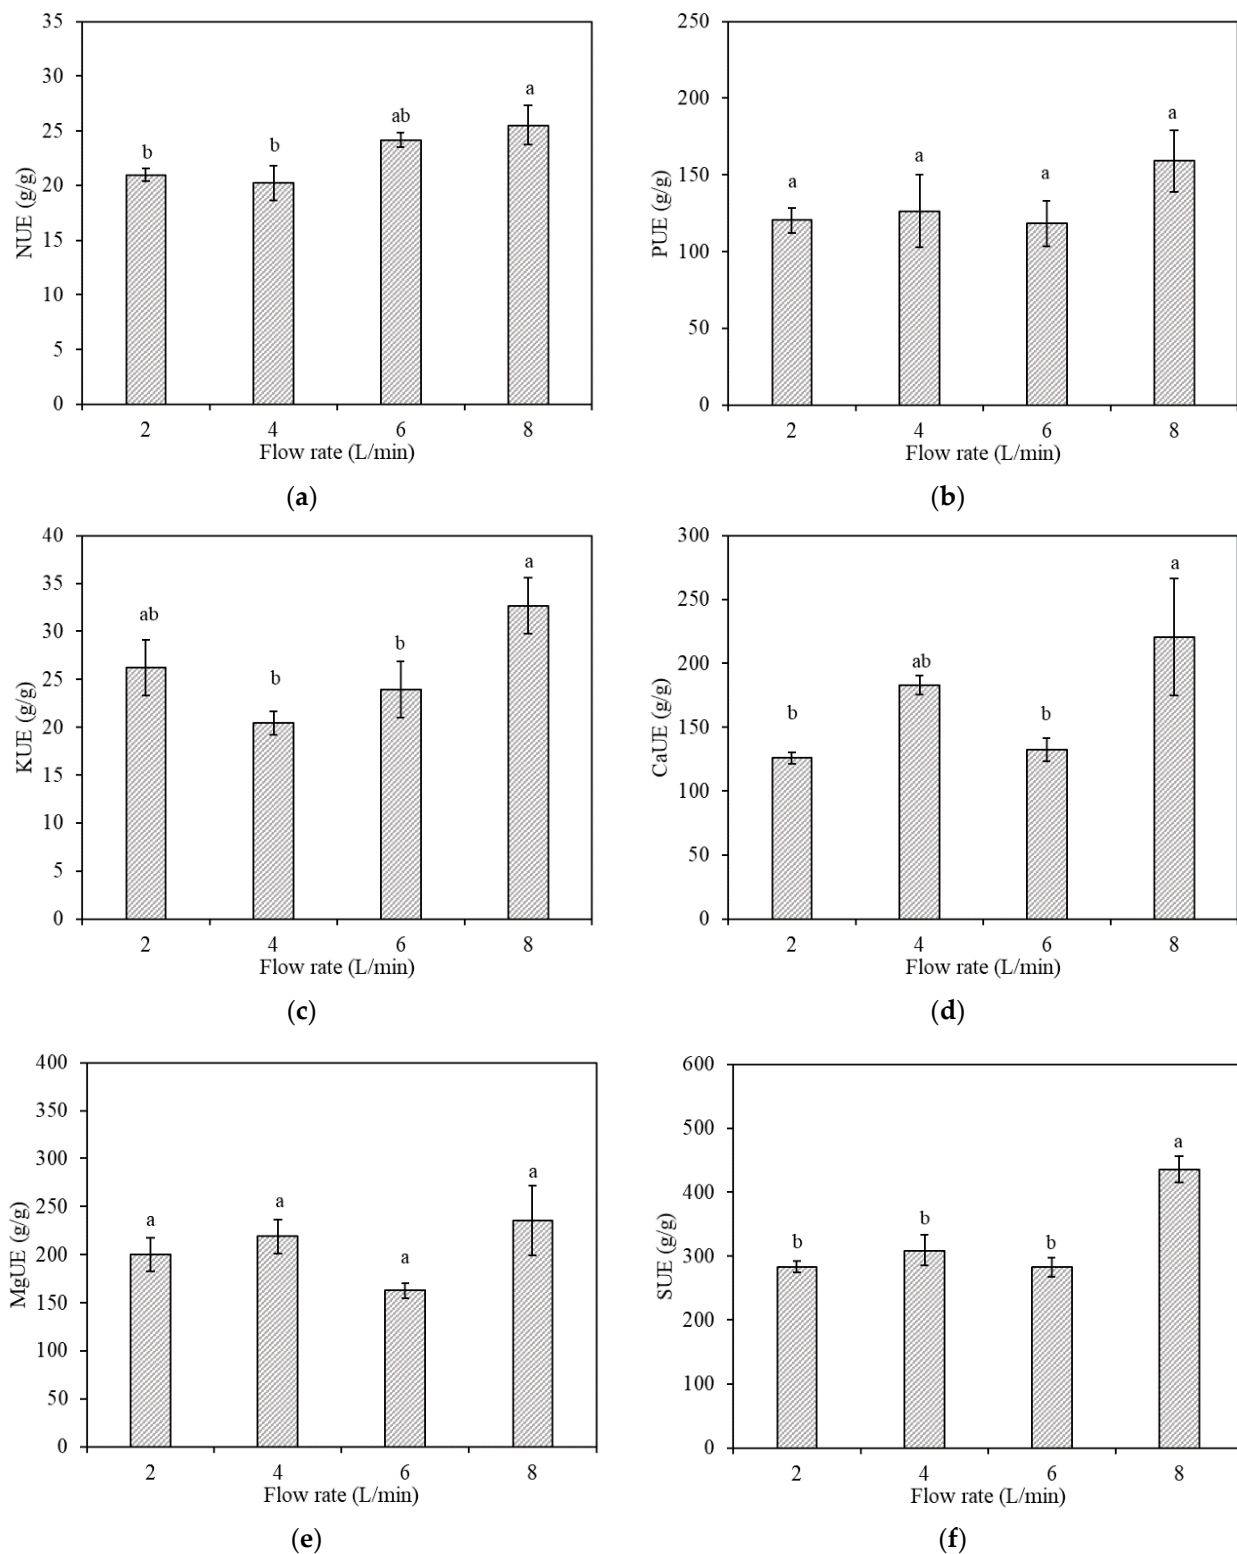 35
30
25
20
15
10
5
0
NUE (g/g)
b
b
ab
a
2
4
6
8
Flow rate (L/min)
(a)
250
200
150
100
50
0
PUE (g/g)
a
a
a
a
2
4
6
8
Flow rate (L/min)
(b)
40
35
30
25
20
15
10
5
0
KUE (g/g)
ab
b
b
a
2
4
6
8
Flow rate (L/min)
(c)
300
250
200
150
100
50
0
CaUE (g/g)
b
ab
b
a
2
4
6
8
Flow rate (L/min)
(d)
400
350
300
250
200
150
100
50
0
MgUE (g/g)
a
a
a
a
2
4
6
8
Flow rate (L/min)
(e)
600
500
400
300
200
100
0
SUE (g/g)
b
b
b
a
2
4
6
8
Flow rate (L/min)
(f)